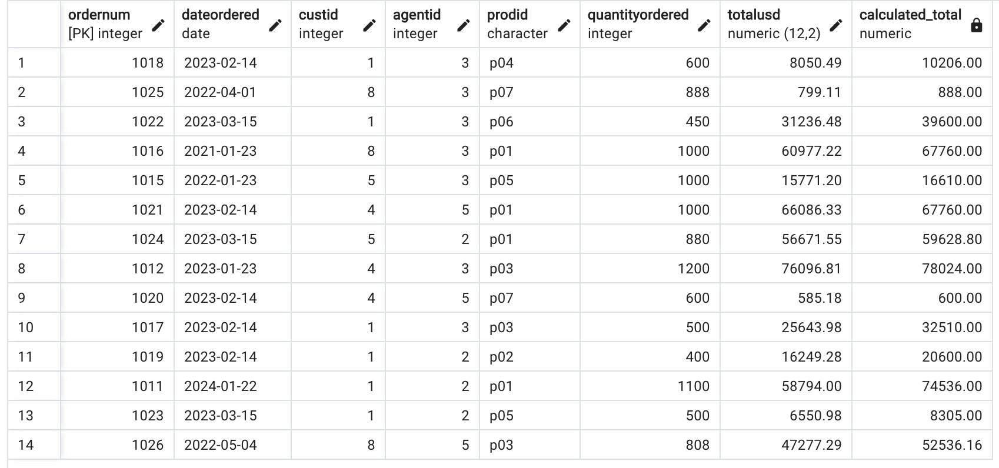 ordernum dateordered custid agentid prodid quantityordered totalusd calculated_total
[PK] integer date integer integer character integer numeric (12,2) numeric
1 1018 2023-02-14 1 3 p04 600 8050.49 10206.00
2 1025 2022-04-01 8 3 p07 888 799.11 888.00
3 1022 2023-03-15 1 3 p06 450 31236.48 39600.00
4 1016 2021-01-23 8 3 p01 1000 60977.22 67760.00
5 1015 2022-01-23 5 3 p05 1000 15771.20 16610.00
6 1021 2023-02-14 4 5 p01 1000 66086.33 67760.00
7 1024 2023-03-15 5 2 p01 880 56671.55 59628.80
8 1012 2023-01-23 4 3 p03 1200 76096.81 78024.00
9 1020 2023-02-14 4 5 p07 600 585.18 600.00
10 1017 2023-02-14 1 3 p03 500 25643.98 32510.00
11 1019 2023-02-14 1 2 p02 400 16249.28 20600.00
12 1011 2024-01-22 1 2 p01 1100 58794.00 74536.00
13 1023 2023-03-15 1 2 p05 500 6550.98 8305.00
14 1026 2022-05-04 8 5 p03 808 47277.29 52536.16